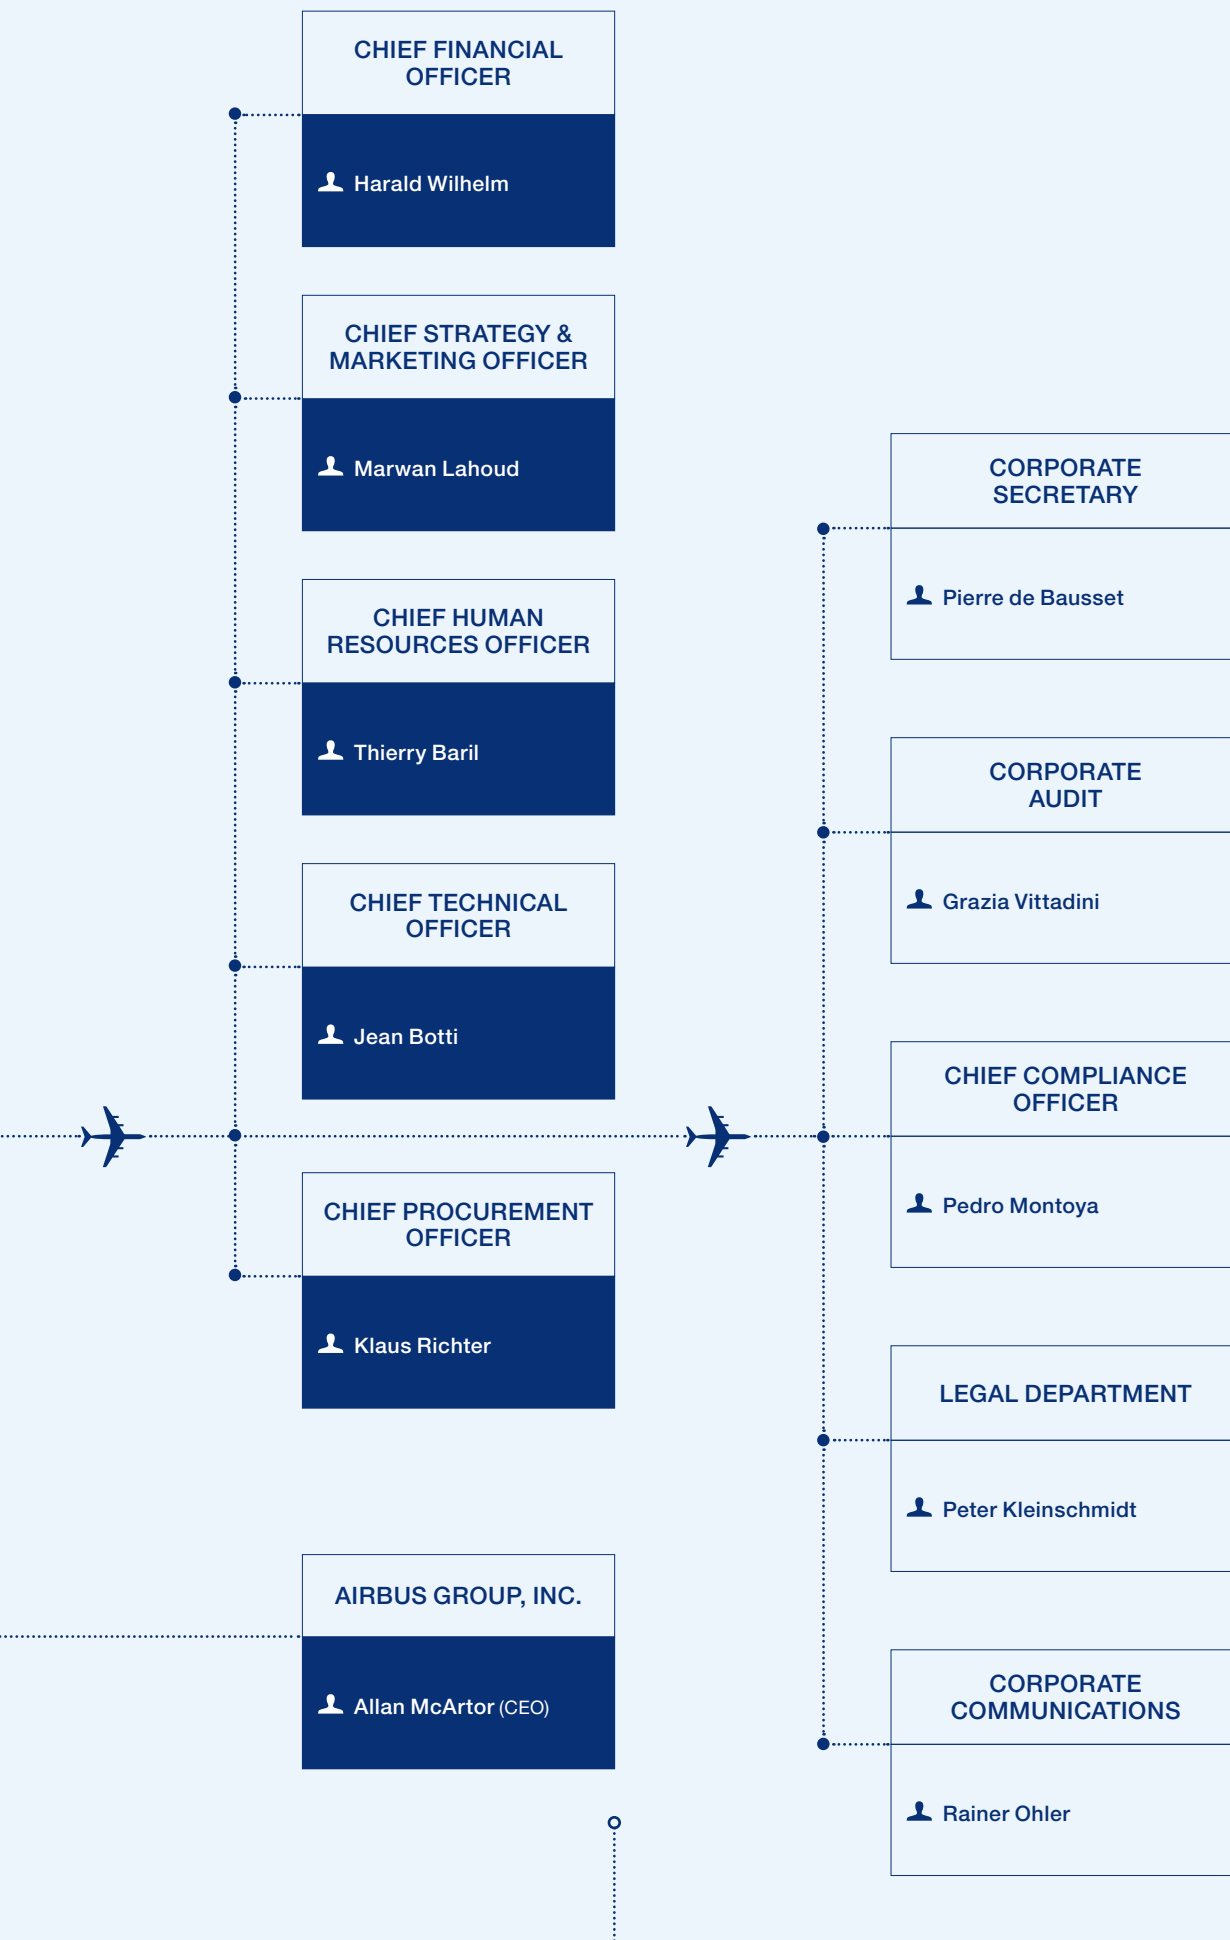 CHIEF FINANCIAL
OFFICER
Harald Wilhelm
CHIEF STRATEGY &
MARKETING OFFICER
Marwan Lahoud
CHIEF HUMAN
RESOURCES OFFICER
Thierry Baril
CHIEF TECHNICAL
OFFICER
Jean Botti
CHIEF PROCUREMENT
OFFICER
Klaus Richter
AIRBUS GROUP, INC.
Allan McArtor (CEO)
CORPORATE
SECRETARY
Pierre de Bausset
CORPORATE
AUDIT
Grazia Vittadini
CHIEF COMPLIANCE
OFFICER
Pedro Montoya
LEGAL DEPARTMENT
Peter Kleinschmidt
CORPORATE
COMMUNICATIONS
Rainer Ohler